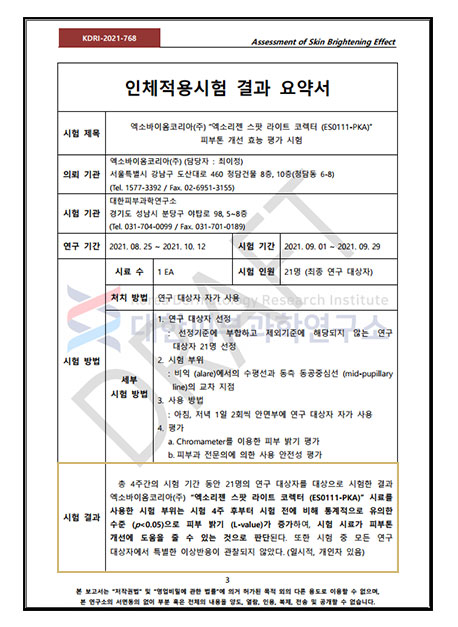 KDRI-2021-768
Assessment of Skin Brightening Effect
인체적용시험 결과 요약서
시험 제목
엑소바이옴코리아(주) "엑소리젠 스팟 라이트 코렉터 (ES0111-PKA)"
피부톤 개선 효능 평가 시험
의뢰 기관
엑소바이옴코리아(주) (담당자 : 최이정)
서울특별시 강남구 도산대로 460 청담건물 8층, 10층(청담동 6-8)
(Tel. 1577-3392 / Fax. 02-6951-3155)
시험 기관
대한피부과학연구소
경기도 성남시 분당구 야탑로 98, 5~8층
(Tel. 031-704-0099 / Fax. 031-701-0189)
연구 기간
2021. 08. 25 ~ 2021. 10. 12
시험 기간
2021. 09. 01 ~ 2021. 09. 29
시험 방법
시료 수
1 EA
시험 인원
21명 (최종 연구 대상자)
처치 방법
연구 대상자 자가 사용
세부
시험 방법
1. 연구 대상자 선정
: 선정기준에 부합하고 제외기준에 해당되지 않는 연구
대상자 21명 선정
2. 시험 부위
: 비익 (alare)에서의 수평선과 동측 동공중심선 (mid-pupillary
line)의 교차 지점
3. 사용 방법
: 아침, 저녁 1일 2회씩 안면부에 연구 대상자 자가 사용
4. 평가
a. Chromameter를 이용한 피부 밝기 평가
b. 피부과 전문의에 의한 사용 안전성 평가
시험 결과
총 4주간의 시험 기간 동안 21명의 연구 대상자를 대상으로 시험한 결과
엑소바이옴코리아(주) "엑소리젠 스팟 라이트 코렉터 (ES0111-PKA)" 시료를
사용한 시험 부위는 시험 4주 후부터 시험 전에 비해 통계적으로 유의한
수준 (p<0.05)으로 피부 밝기 (L-value)가 증가하여, 시험 시료가 피부톤
개선에 도움을 줄 수 있는 것으로 판단된다. 또한 시험 중 모든 연구
대상자에서 특별한 이상반응이 관찰되지 않았다. (일시적, 개인차 있음)
3
본 보고서는 "저작권법" 및 "영업비밀에 관한 법률"에 의거 허가된 목적 외의 다른 용도로 이용할 수 없으며,
본 연구소의 서면동의 없이 부분 혹은 전체의 내용을 양도, 열람, 인용, 복제, 전송 및 공개할 수 없습니다.
DRAFT
Dermatology Research Institute
대한피부과학연구소